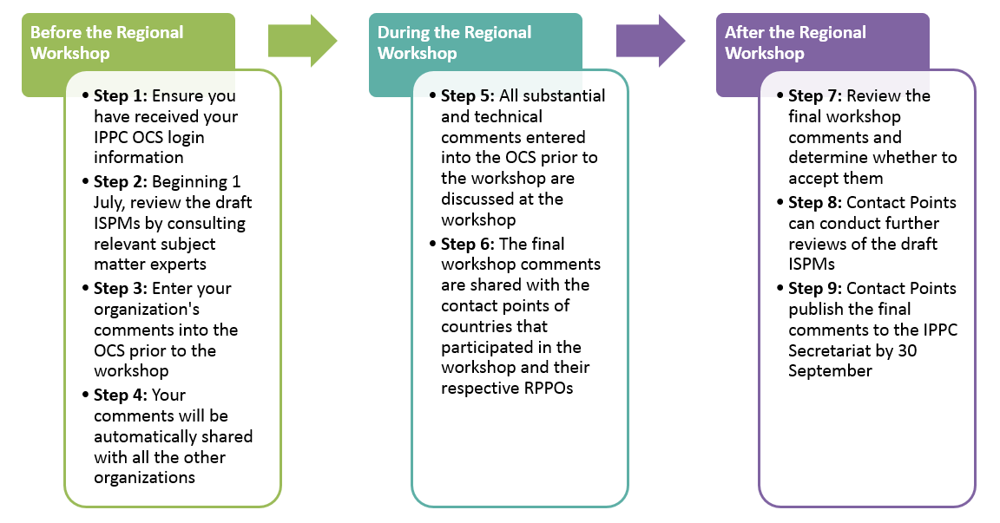 Before the Regional
Workshop
• Step 1: Ensure you
have received your
IPPC OCS login
information
• Step 2: Beginning 1
July, review the draft
ISPMs by consulting
relevant subject
matter experts
• Step 3: Enter your
organization's
comments into the
OCS prior to the
workshop
• Step 4: Your
comments will be
automatically shared
with all the other
organizations
During the Regional
Workshop
• Step 5: All substantial
and technical
comments entered
into the OCS prior to
the workshop are
discussed at the
workshop
• Step 6: The final
workshop comments
are shared with the
contact points of
countries that
participated in the
workshop and their
respective RPPOs
After the Regional
Workshop
• Step 7: Review the
final workshop
comments and
determine whether to
accept them
• Step 8: Contact Points
can conduct further
reviews of the draft
ISPMs
• Step 9: Contact Points
publish the final
comments to the IPPC
Secretariat by 30
September